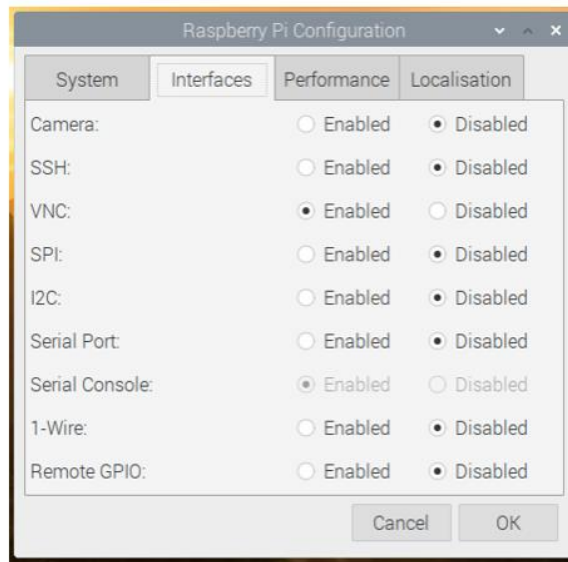 Raspberry Pi Configuration
System Interfaces Performance Localisation
Camera: Enabled Disabled
SSH: Enabled Disabled
VNC: Enabled Disabled
SPI: Enabled Disabled
I2C: Enabled Disabled
Serial Port: Enabled Disabled
Serial Console: Enabled Disabled
1-Wire: Enabled Disabled
Remote GPIO: Enabled Disabled
Cancel OK